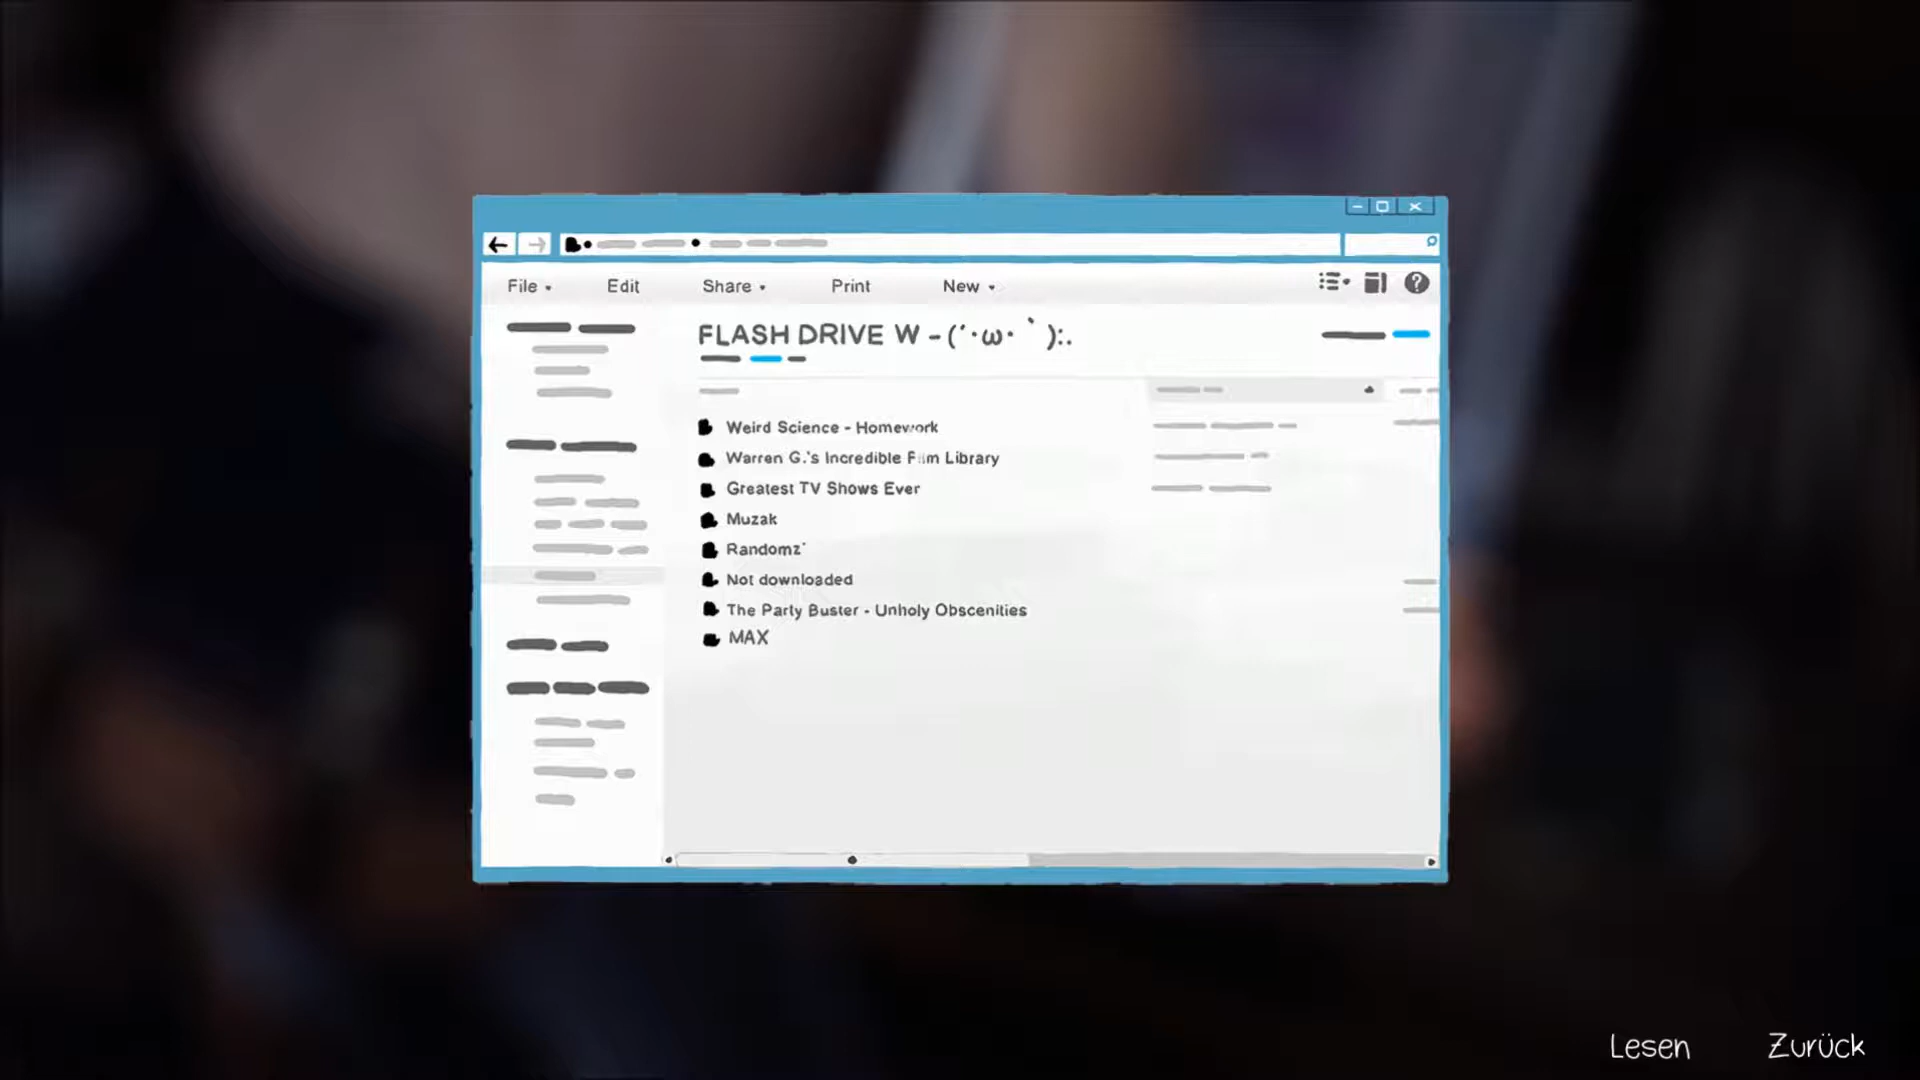 File Edit Share Print New
FLASH DRIVE W -(´･ω･｀):.
Weird Science - Homework
Warren G.'s Incredible Film Library
Greatest TV Shows Ever
Muzak
Randomz'
Not downloaded
The Party Buster - Unholy Obscenities
MAX
Lesen Zurück